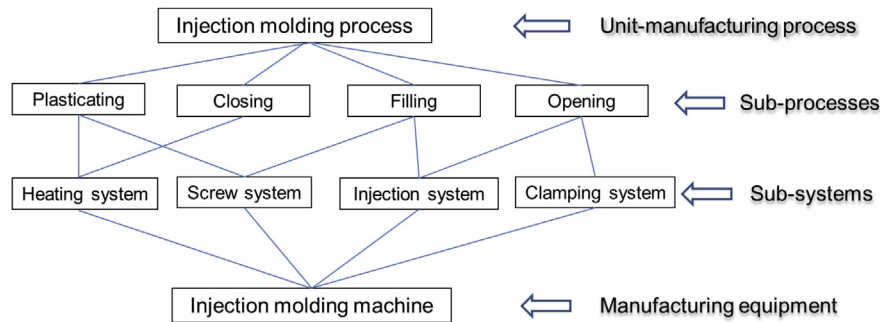 Injection molding process
Unit-manufacturing process
Plasticating
Closing
Filling
Opening
Sub-processes
Heating system
Screw system
Injection system
Clamping system
Sub-systems
Injection molding machine
Manufacturing equipment